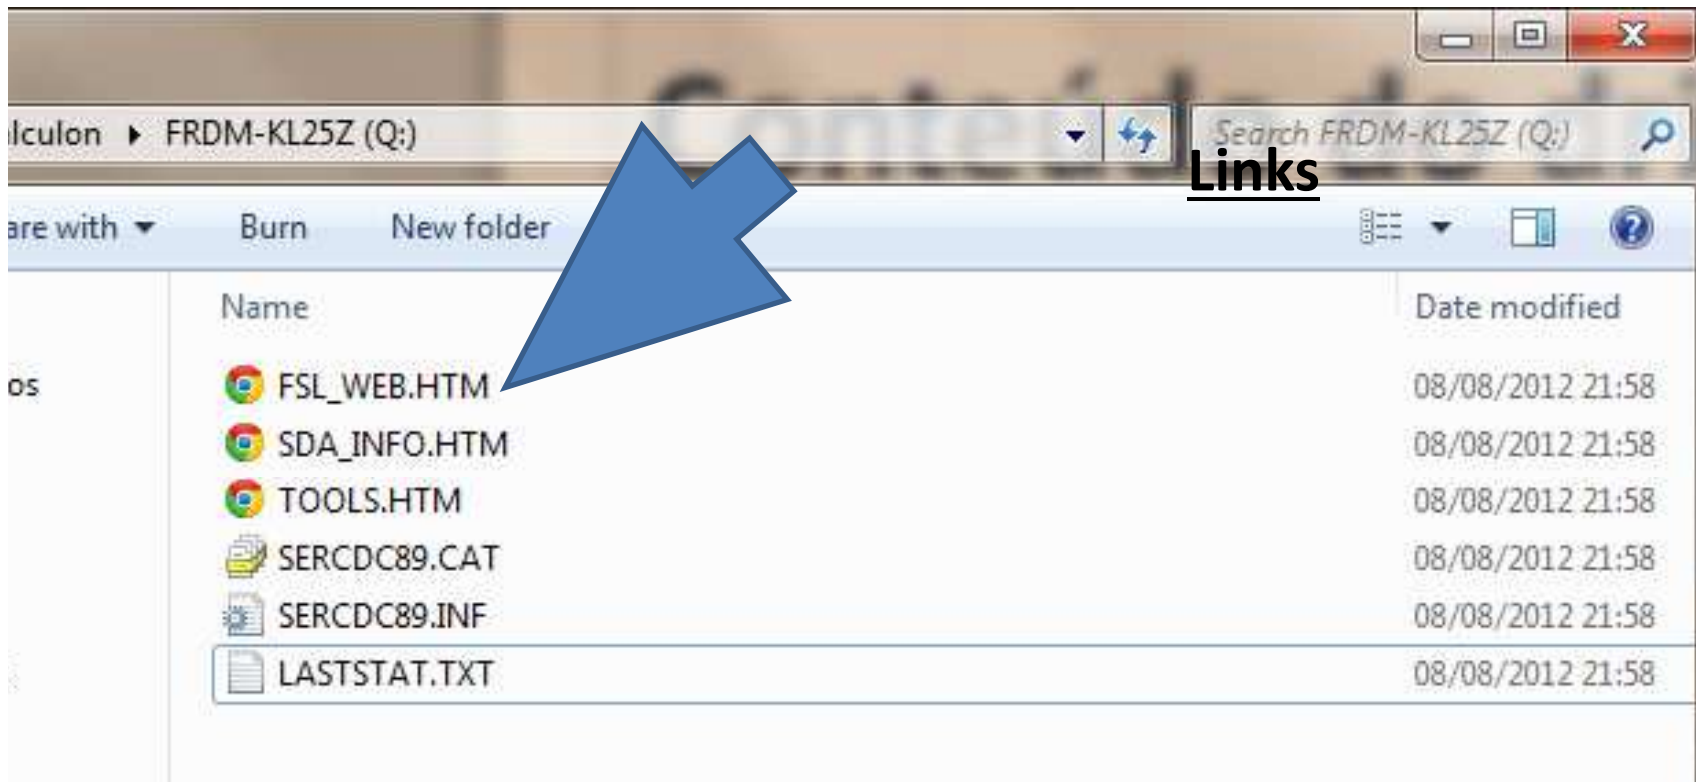 Conteúdo do dri
lculon ▸ FRDM-KL25Z (Q:)
Search FRDM-KL25Z (Q:)
Links
are with
Burn
New folder
Name
Date modified
os
FSL_WEB.HTM 08/08/2012 21:58
SDA_INFO.HTM 08/08/2012 21:58
TOOLS.HTM 08/08/2012 21:58
SERCDC89.CAT 08/08/2012 21:58
SERCDC89.INF 08/08/2012 21:58
LASTSTAT.TXT 08/08/2012 21:58